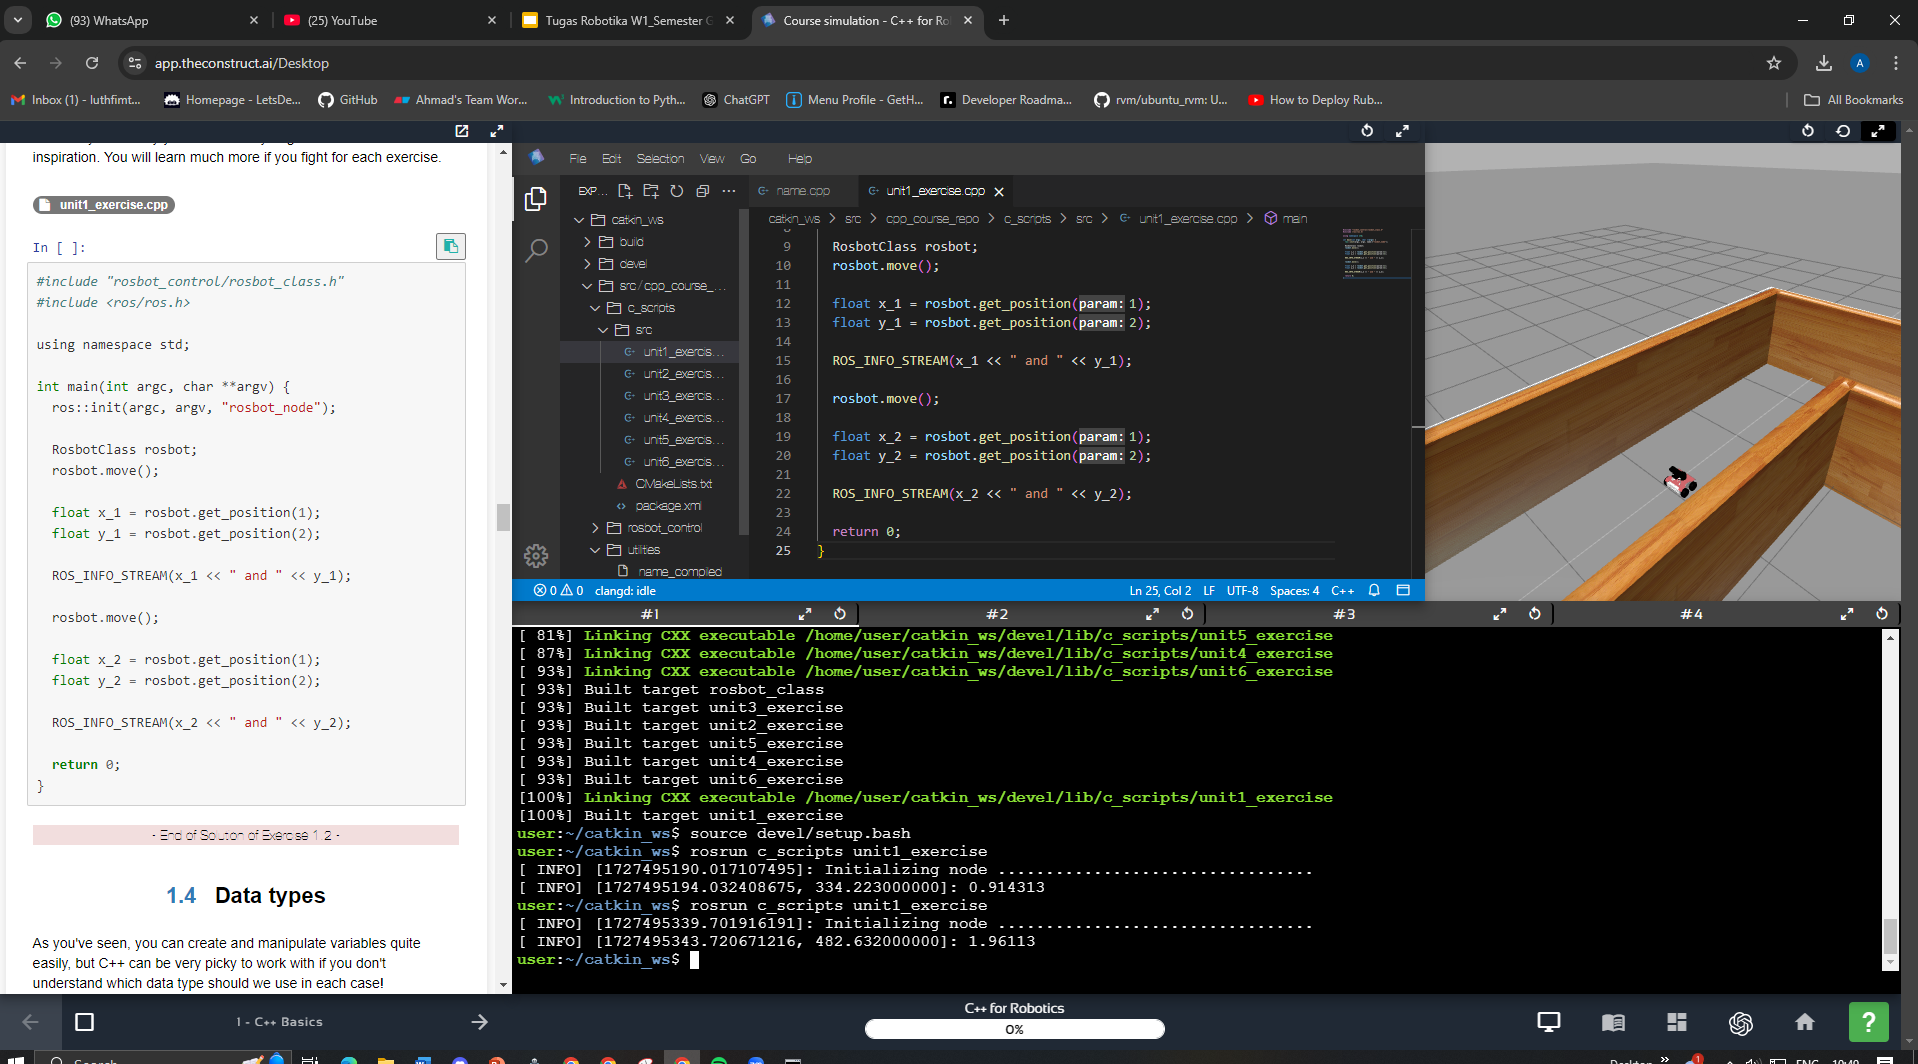 (93) WhatsApp
(25) YouTube
Tugas Robotika W1_Semester G
Course simulation - C++ for Ro
app.theconstruct.ai/Desktop
A
Inbox (1) - luthfimt...
Homepage - LetsDe...
GitHub
Ahmad's Team Wor...
Introduction to Pyth...
ChatGPT
Menu Profile - GetH...
Developer Roadma...
rvm/ubuntu_rvm: U...
How to Deploy Rub...
All Bookmarks
inspiration. You will learn much more if you fight for each exercise.
unit1_exercise.cpp
In [ ]:
#include "rosbot_control/rosbot_class.h"
#include <ros/ros.h>
using namespace std;
int main(int argc, char **argv) {
ros::init(argc, argv, "rosbot_node");
RosbotClass rosbot;
rosbot.move();
float x_1 = rosbot.get_position(1);
float y_1 = rosbot.get_position(2);
ROS_INFO_STREAM(x_1 << " and " << y_1);
rosbot.move();
float x_2 = rosbot.get_position(1);
float y_2 = rosbot.get_position(2);
ROS_INFO_STREAM(x_2 << " and " << y_2);
return 0;
}
- End of Solution of Exercise 1.2 -
1.4 Data types
As you've seen, you can create and manipulate variables quite
easily, but C++ can be very picky to work with if you don't
understand which data type should we use in each case!
File Edit Selection View Go Help
EXP...
catkin_ws
build
devel
src/cpp_course_...
c_scripts
src
unit1_exercis...
unit2_exercis...
unit3_exercis...
unit4_exercis...
unit5_exercis...
unit6_exercis...
CMakeLists.txt
package.xml
rosbot_control
utilities
name_compiled
name.cpp
unit1_exercise.cpp
catkin_ws > src > cpp_course_repo > c_scripts > src > unit1_exercise.cpp > main
9 RosbotClass rosbot;
10 rosbot.move();
11
12 float x_1 = rosbot.get_position(param: 1);
13 float y_1 = rosbot.get_position(param: 2);
14
15 ROS_INFO_STREAM(x_1 << " and " << y_1);
16
17 rosbot.move();
18
19 float x_2 = rosbot.get_position(param: 1);
20 float y_2 = rosbot.get_position(param: 2);
21
22 ROS_INFO_STREAM(x_2 << " and " << y_2);
23
24 return 0;
25 }
0 0 clangd: idle
Ln 25, Col 2 LF UTF-8 Spaces: 4 C++
#1
#2
#3
#4
[ 81%] Linking CXX executable /home/user/catkin_ws/devel/lib/c_scripts/unit5_exercise
[ 87%] Linking CXX executable /home/user/catkin_ws/devel/lib/c_scripts/unit4_exercise
[ 93%] Linking CXX executable /home/user/catkin_ws/devel/lib/c_scripts/unit6_exercise
[ 93%] Built target rosbot_class
[ 93%] Built target unit3_exercise
[ 93%] Built target unit2_exercise
[ 93%] Built target unit5_exercise
[ 93%] Built target unit4_exercise
[ 93%] Built target unit6_exercise
[100%] Linking CXX executable /home/user/catkin_ws/devel/lib/c_scripts/unit1_exercise
[100%] Built target unit1_exercise
user:~/catkin_ws$ source devel/setup.bash
user:~/catkin_ws$ rosrun c_scripts unit1_exercise
[ INFO] [1727495190.017107495]: Initializing node .................................
[ INFO] [1727495194.032408675, 334.223000000]: 0.914313
user:~/catkin_ws$ rosrun c_scripts unit1_exercise
[ INFO] [1727495339.701916191]: Initializing node .................................
[ INFO] [1727495343.720671216, 482.632000000]: 1.96113
user:~/catkin_ws$
1 - C++ Basics
C++ for Robotics
0%
?
Search
Desktop
ENG